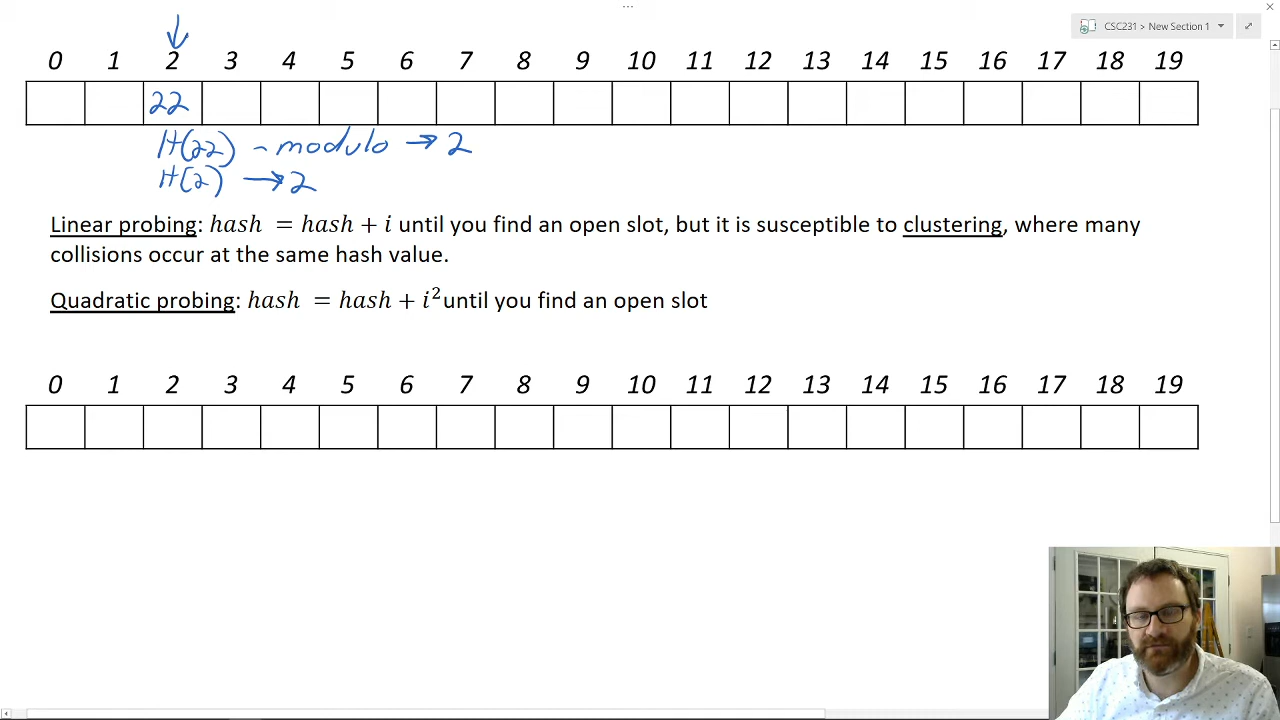 CSC231 > New Section 1
0 1 2 3 4 5 6 7 8 9 10 11 12 13 14 15 16 17 18 19
22
H(22) - modulo → 2
H(2) → 2
Linear probing: hash = hash + i until you find an open slot, but it is susceptible to clustering, where many
collisions occur at the same hash value.
Quadratic probing: hash = hash + i² until you find an open slot
0 1 2 3 4 5 6 7 8 9 10 11 12 13 14 15 16 17 18 19